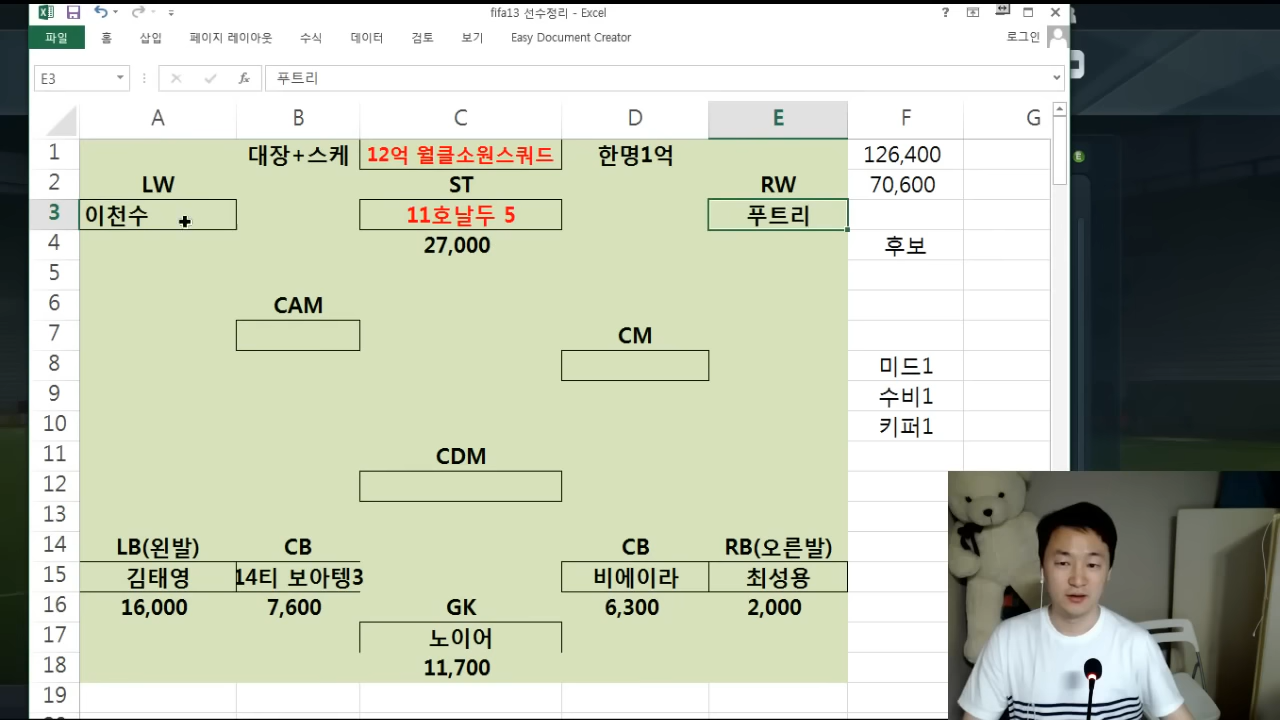 fifa13 선수정리 - Excel
파일 홈 삽입 페이지 레이아웃 수식 데이터 검토 보기 Easy Document Creator 로그인
E3 fx 푸트리
A B C D E F G
1 대장+스케 12억 월클소원스쿼드 한명1억 126,400
2 LW ST RW 70,600
3 이천수 11호날두 5 푸트리
4 27,000 후보
5
6 CAM
7 CM
8 미드1
9 수비1
10 키퍼1
11 CDM
12
13
14 LB(왼발) CB CB RB(오른발)
15 김태영 14티 보아텡3 비에이라 최성용
16 16,000 7,600 GK 6,300 2,000
17 노이어
18 11,700
19